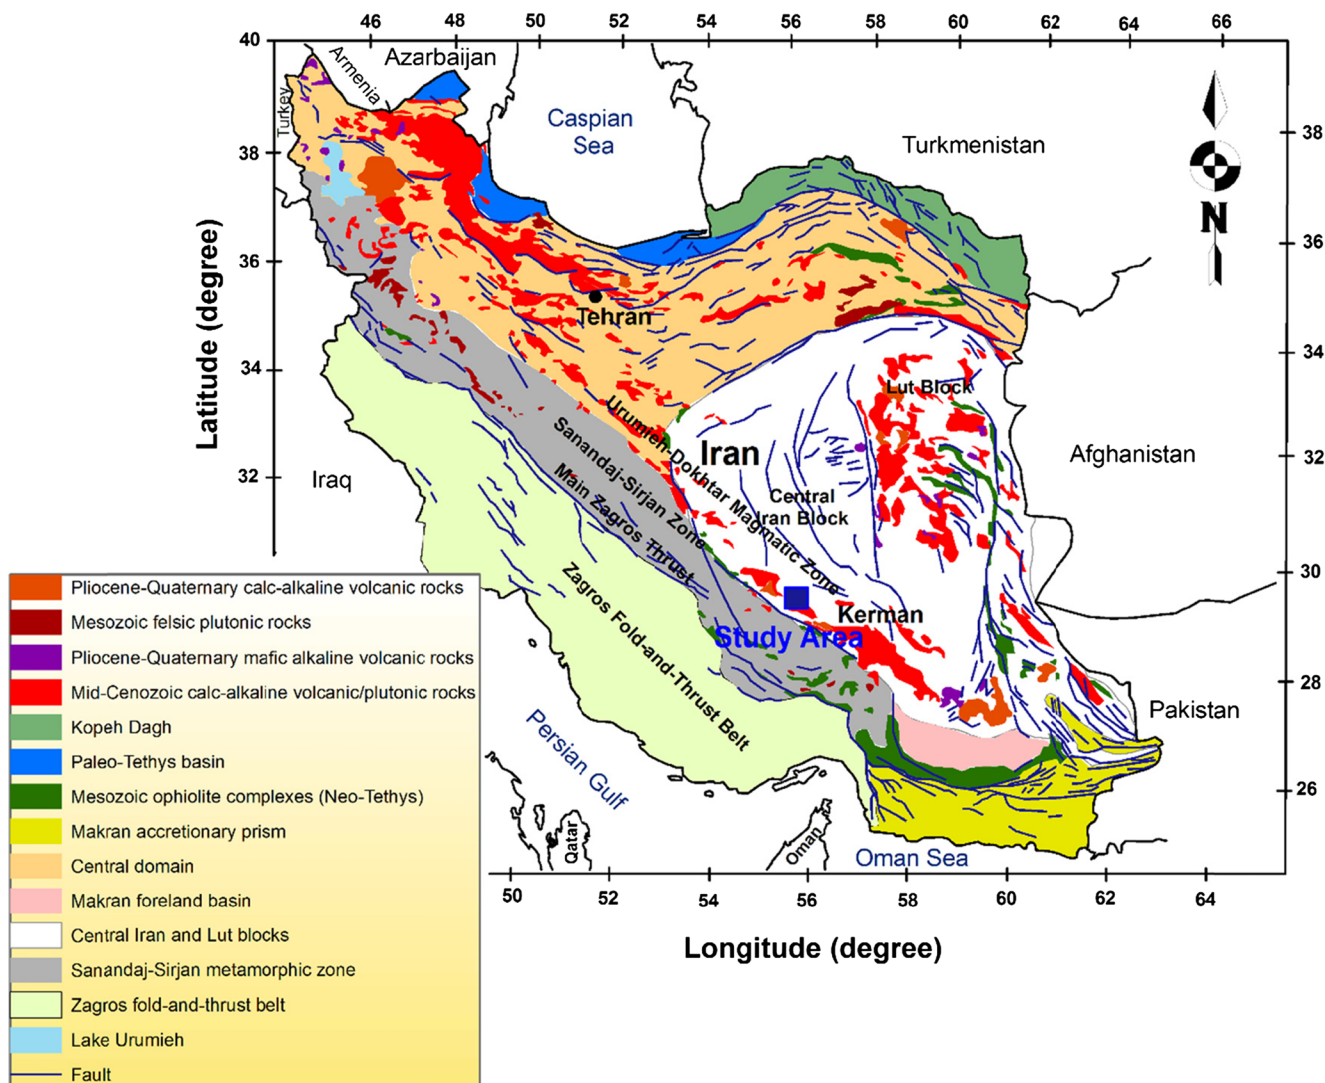 46 48 50 52 54 56 58 60 62 64 66
40
Armenia
Azarbaijan
Turkey
Caspian
Sea
Turkmenistan
38
38
N
36
36
Tehran
34
34
Lut Block
Urumieh-Dokhtar Magmatic Zone
Sanandaj-Sirjan Zone
Main Zagros Thrust
Iran
Afghanistan
Iraq
32
32
Central
Iran Block
30
Zagros Fold-and-Thrust Belt
Kerman
Study Area
28
Pakistan
Persian Gulf
26
Qatar
Oman
Oman Sea
50 52 54 56 58 60 62 64
Longitude (degree)
Latitude (degree)
Pliocene-Quaternary calc-alkaline volcanic rocks
Mesozoic felsic plutonic rocks
Pliocene-Quaternary mafic alkaline volcanic rocks
Mid-Cenozoic calc-alkaline volcanic/plutonic rocks
Kopeh Dagh
Paleo-Tethys basin
Mesozoic ophiolite complexes (Neo-Tethys)
Makran accretionary prism
Central domain
Makran foreland basin
Central Iran and Lut blocks
Sanandaj-Sirjan metamorphic zone
Zagros fold-and-thrust belt
Lake Urumieh
Fault